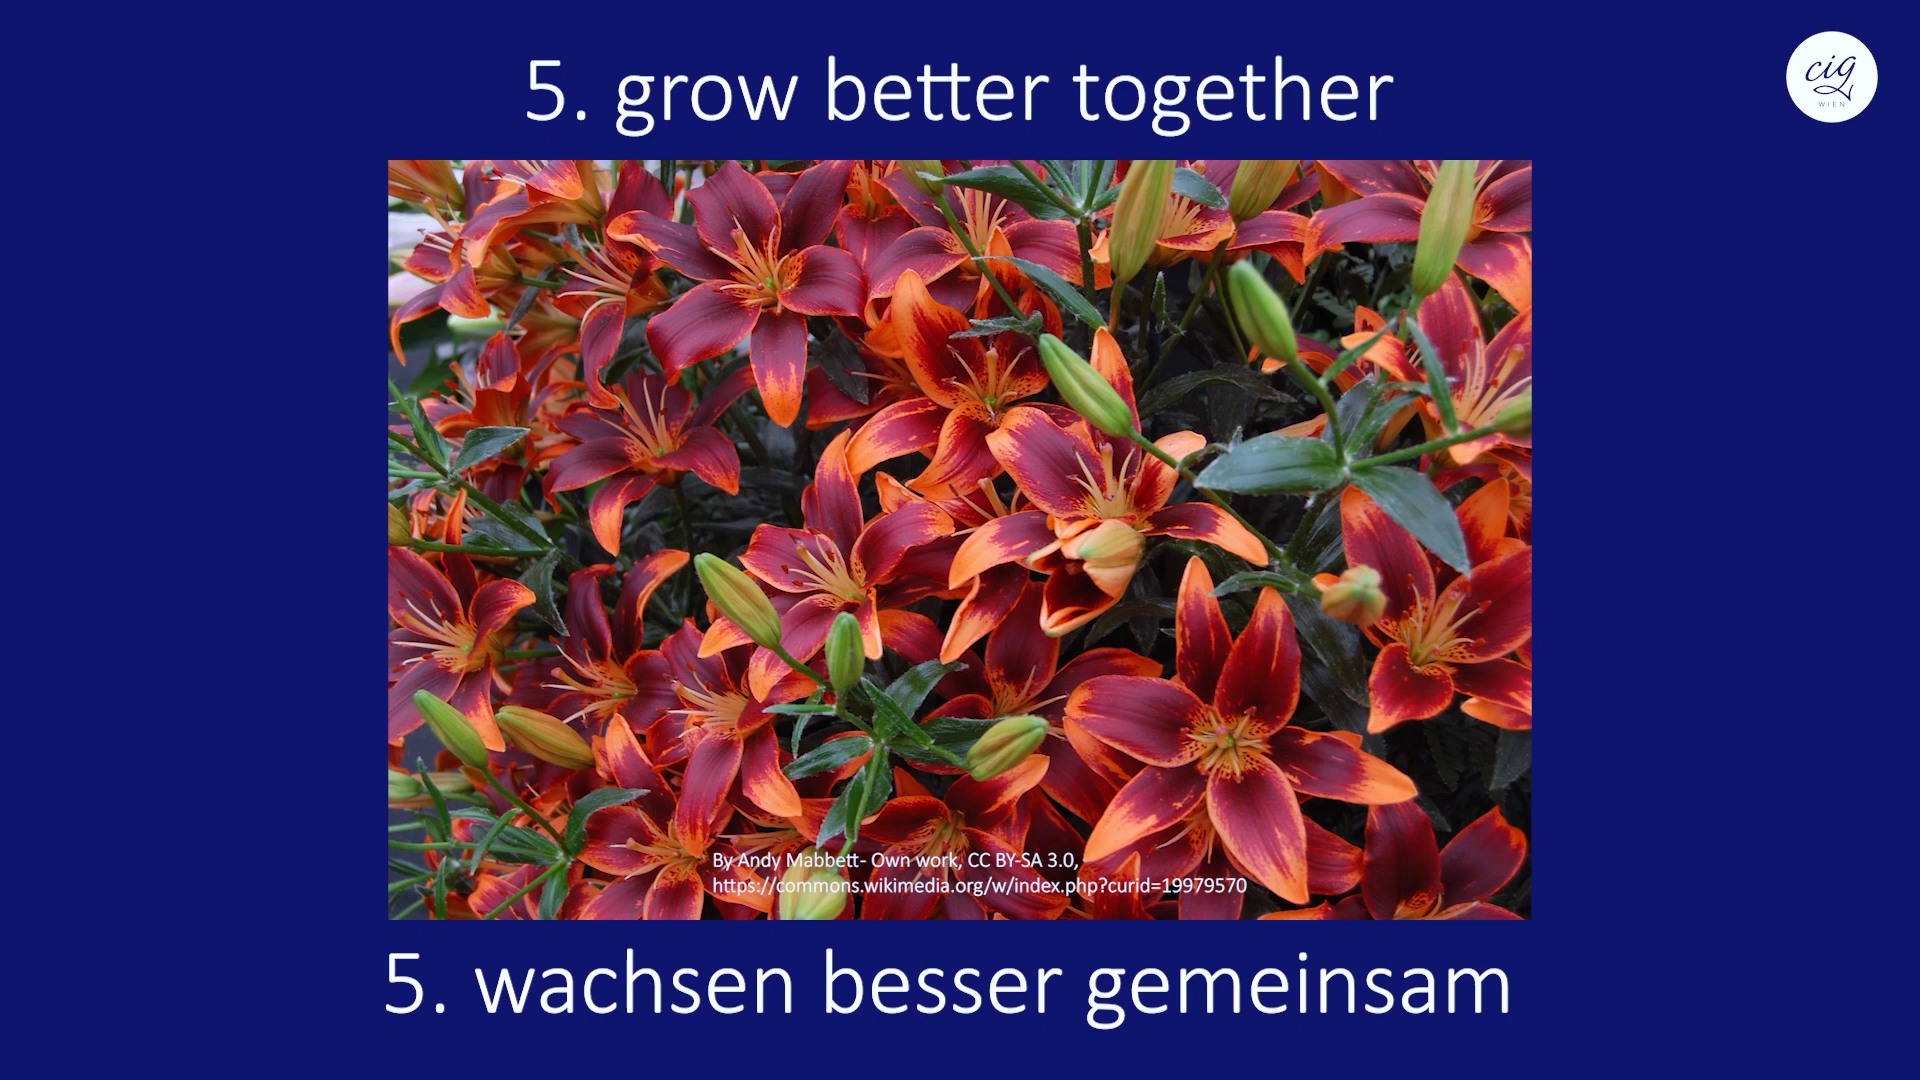 5. grow better together
cig
WIEN
By Andy Mabbett- Own work, CC BY-SA 3.0,
https://commons.wikimedia.org/w/index.php?curid=19979570
5. wachsen besser gemeinsam